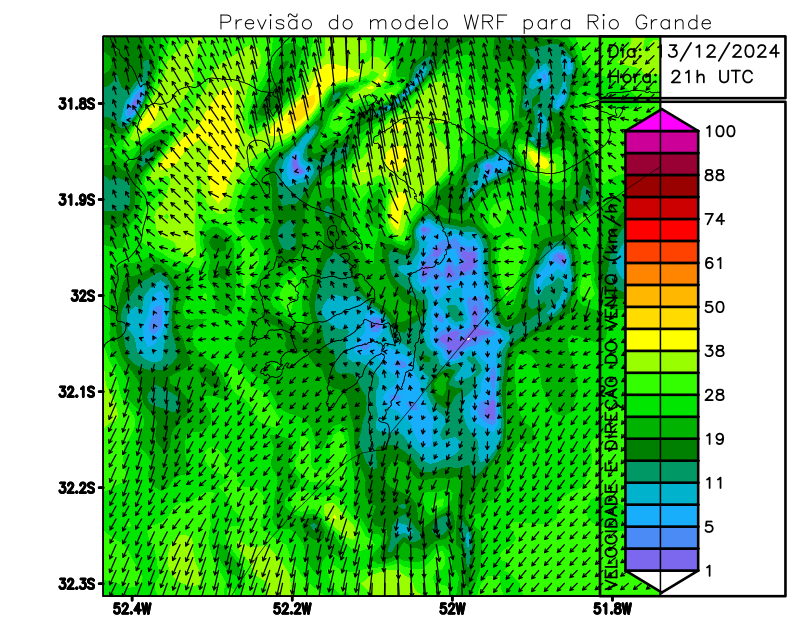 Previsão do modelo WRF para Rio Grande
Dia: 13/12/2024
Hora: 21h UTC
31.8S
31.9S
32S
32.1S
32.2S
32.3S
52.4W
52.2W
52W
51.8W
VELOCIDADE E DIREÇÃO DO VENTO (km/h)
100
88
74
61
50
38
28
19
11
5
1